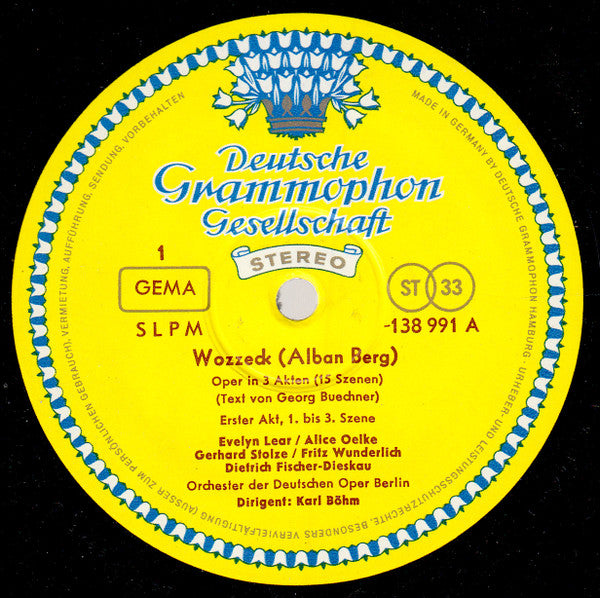 Deutsche
Grammophon
Gesellschaft
STEREO
1
GEMA
ST 33
SLPM
-138 991 A
Wozzeck (Alban Berg)
Oper in 3 Akten (15 Szenen)
(Text von Georg Buechner)
Erster Akt, 1. bis 3. Szene
Evelyn Lear / Alice Oelke
Gerhard Stolze / Fritz Wunderlich
Dietrich Fischer-Dieskau
Orchester der Deutschen Oper Berlin
Dirigent: Karl Böhm
MADE IN GERMANY BY DEUTSCHE GRAMMOPHON HAMBURG · URHEBER- UND LEISTUNGSSCHUTZRECHTE, BESONDERS VERVIELFÄLTIGUNG (AUSSER ZUM PERSÖNLICHEN GEBRAUCH), VERMIETUNG, AUFFÜHRUNG, SENDUNG, VORBEHALTEN